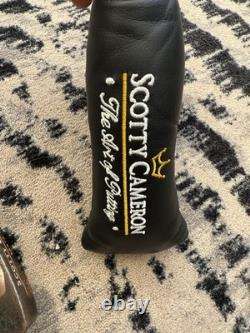 SCOTTY CAMERON
• The Art of Putting •